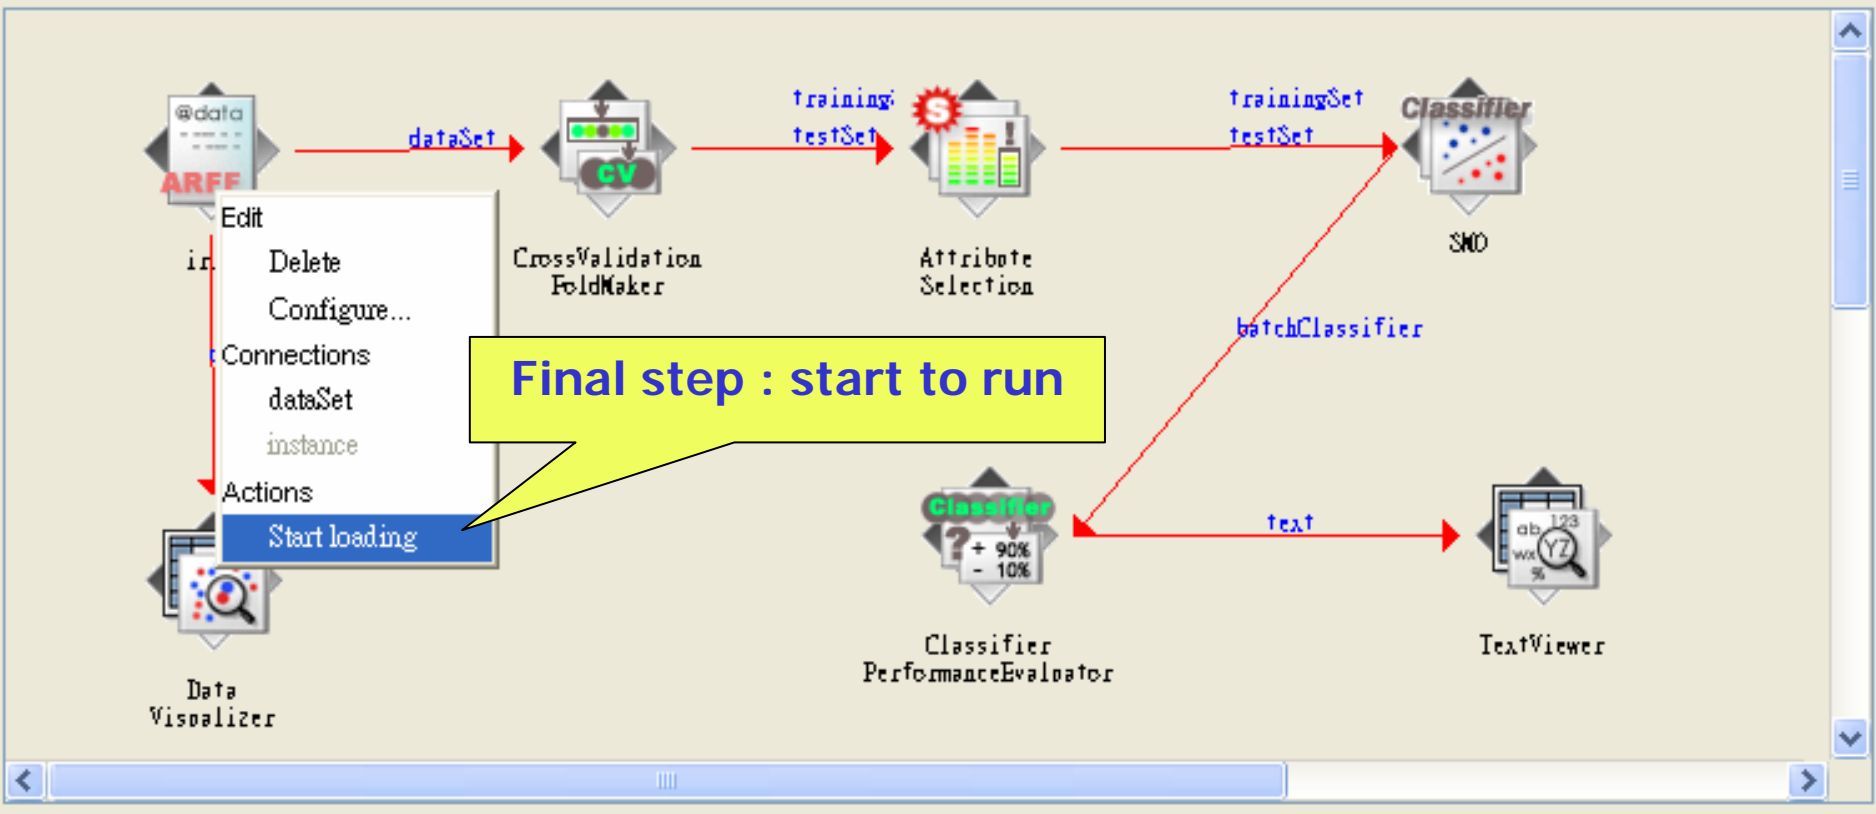 @data
ARFF
dataSet
CV
training
testSet
S
trainingSet
testSet
Classifier
Edit
Delete
Configure...
Connections
dataSet
instance
Actions
Start loading
CrossValidation
FoldMaker
Attribute
Selection
SMO
batchClassifier
Final step : start to run
Classifier
?
+ 90%
- 10%
text
ab 123
wx YZ
%
Data
Visualizer
Classifier
PerformanceEvaluator
TextViewer